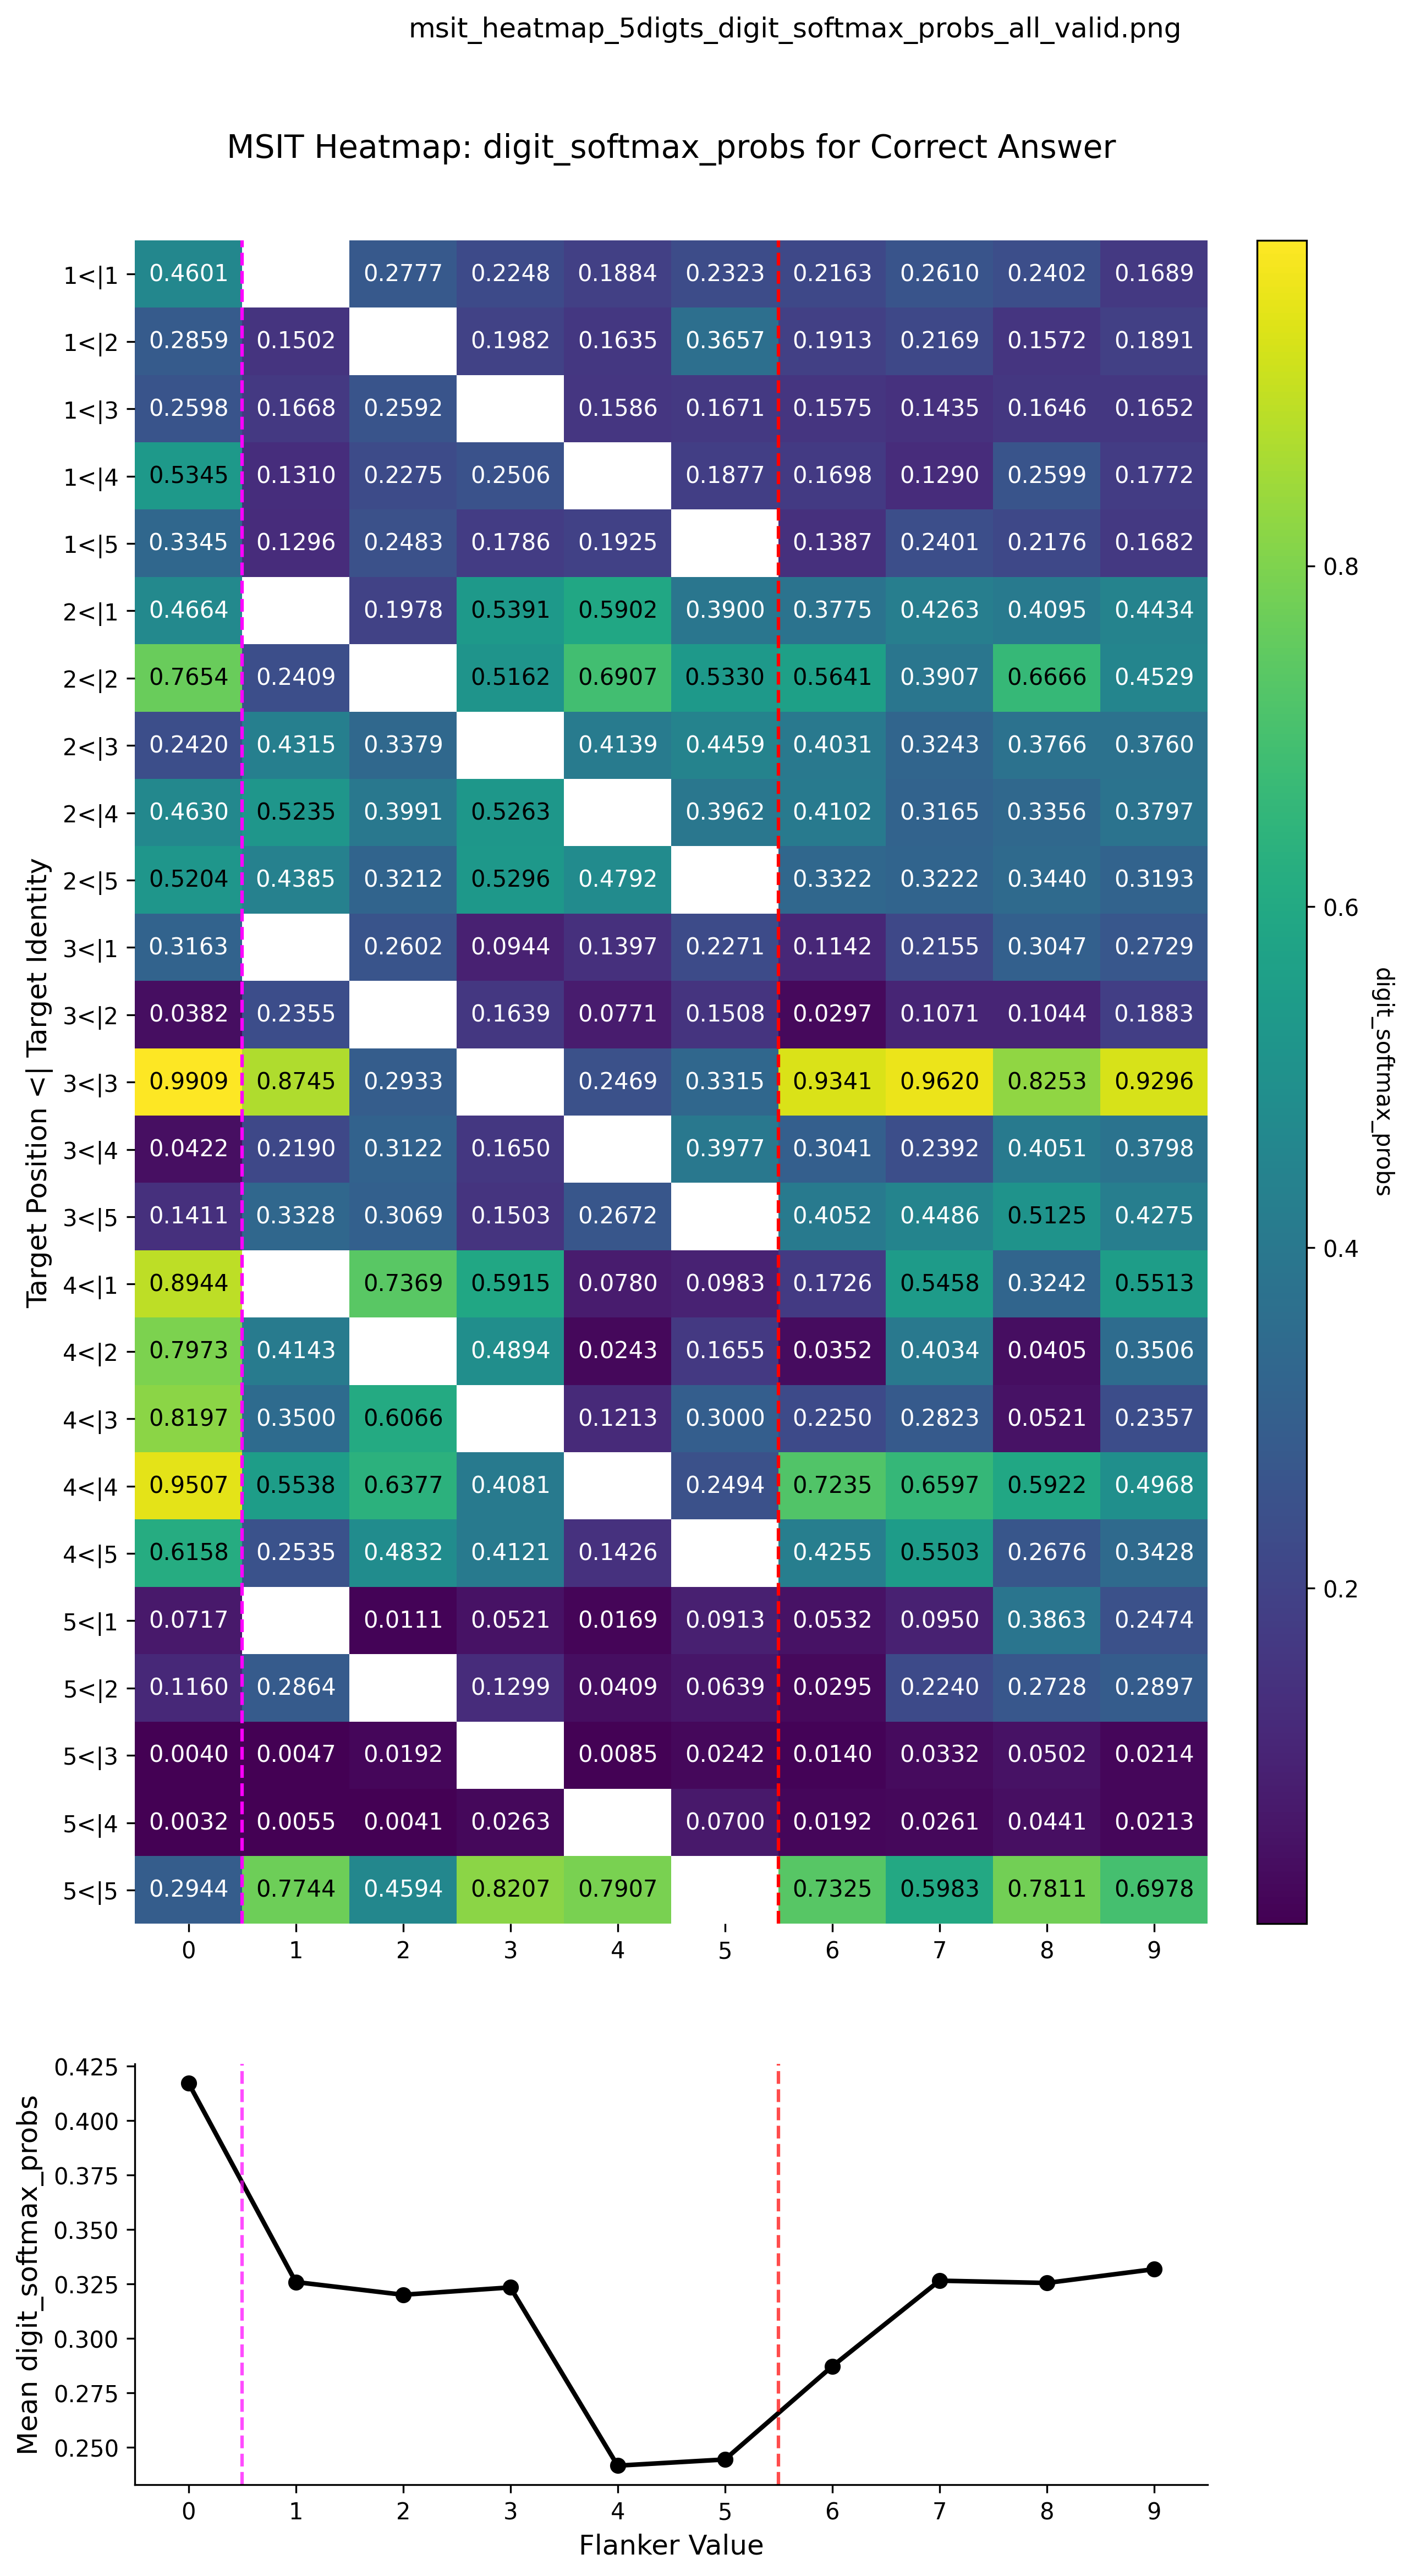 msit_heatmap_5digts_digit_softmax_probs_all_valid.png
MSIT Heatmap: digit_softmax_probs for Correct Answer
Target Position <| Target Identity
1<|1 0.4601 0.2777 0.2248 0.1884 0.2323 0.2163 0.2610 0.2402 0.1689
1<|2 0.2859 0.1502 0.1982 0.1635 0.3657 0.1913 0.2169 0.1572 0.1891
1<|3 0.2598 0.1668 0.2592 0.1586 0.1671 0.1575 0.1435 0.1646 0.1652
1<|4 0.5345 0.1310 0.2275 0.2506 0.1877 0.1698 0.1290 0.2599 0.1772
1<|5 0.3345 0.1296 0.2483 0.1786 0.1925 0.1387 0.2401 0.2176 0.1682
2<|1 0.4664 0.1978 0.5391 0.5902 0.3900 0.3775 0.4263 0.4095 0.4434
2<|2 0.7654 0.2409 0.5162 0.6907 0.5330 0.5641 0.3907 0.6666 0.4529
2<|3 0.2420 0.4315 0.3379 0.4139 0.4459 0.4031 0.3243 0.3766 0.3760
2<|4 0.4630 0.5235 0.3991 0.5263 0.3962 0.4102 0.3165 0.3356 0.3797
2<|5 0.5204 0.4385 0.3212 0.5296 0.4792 0.3322 0.3222 0.3440 0.3193
3<|1 0.3163 0.2602 0.0944 0.1397 0.2271 0.1142 0.2155 0.3047 0.2729
3<|2 0.0382 0.2355 0.1639 0.0771 0.1508 0.0297 0.1071 0.1044 0.1883
3<|3 0.9909 0.8745 0.2933 0.2469 0.3315 0.9341 0.9620 0.8253 0.9296
3<|4 0.0422 0.2190 0.3122 0.1650 0.3977 0.3041 0.2392 0.4051 0.3798
3<|5 0.1411 0.3328 0.3069 0.1503 0.2672 0.4052 0.4486 0.5125 0.4275
4<|1 0.8944 0.7369 0.5915 0.0780 0.0983 0.1726 0.5458 0.3242 0.5513
4<|2 0.7973 0.4143 0.4894 0.0243 0.1655 0.0352 0.4034 0.0405 0.3506
4<|3 0.8197 0.3500 0.6066 0.1213 0.3000 0.2250 0.2823 0.0521 0.2357
4<|4 0.9507 0.5538 0.6377 0.4081 0.2494 0.7235 0.6597 0.5922 0.4968
4<|5 0.6158 0.2535 0.4832 0.4121 0.1426 0.4255 0.5503 0.2676 0.3428
5<|1 0.0717 0.0111 0.0521 0.0169 0.0913 0.0532 0.0950 0.3863 0.2474
5<|2 0.1160 0.2864 0.1299 0.0409 0.0639 0.0295 0.2240 0.2728 0.2897
5<|3 0.0040 0.0047 0.0192 0.0085 0.0242 0.0140 0.0332 0.0502 0.0214
5<|4 0.0032 0.0055 0.0041 0.0263 0.0700 0.0192 0.0261 0.0441 0.0213
5<|5 0.2944 0.7744 0.4594 0.8207 0.7907 0.7325 0.5983 0.7811 0.6978
0 1 2 3 4 5 6 7 8 9
0.8
0.6
0.4
0.2
digit_softmax_probs
Mean digit_softmax_probs
0.425
0.400
0.375
0.350
0.325
0.300
0.275
0.250
0 1 2 3 4 5 6 7 8 9
Flanker Value